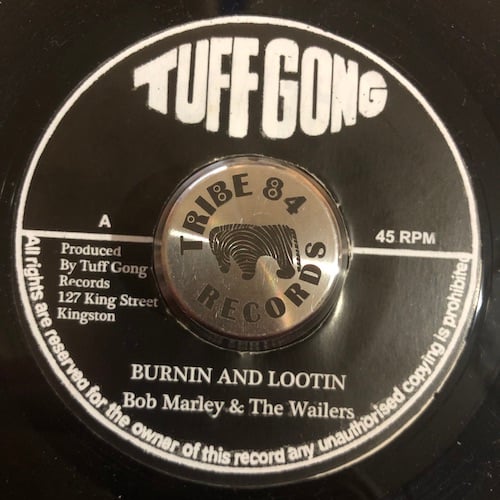 TUFF GONG
TRIBE 84
RECORDS
A
45 RPM
Produced
By Tuff Gong
Records
127 King Street
Kingston
BURNIN AND LOOTIN
Bob Marley & The Wailers
All rights are reserved for the owner of this record any unauthorised copying is prohibited